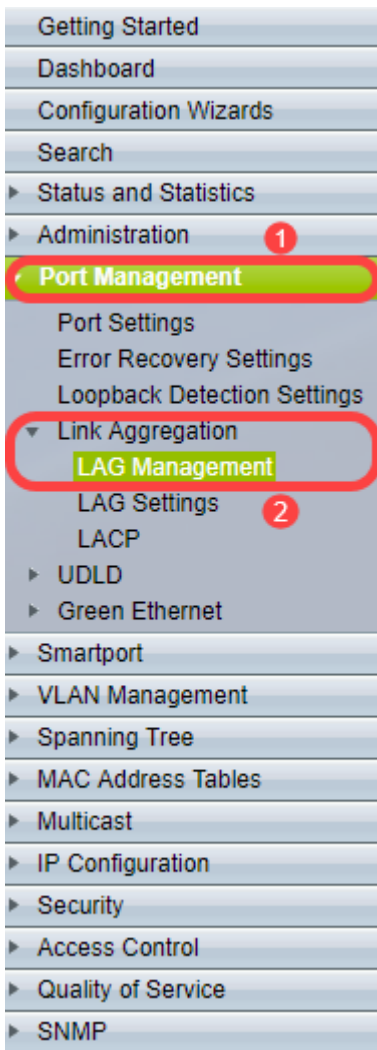 Getting Started
Dashboard
Configuration Wizards
Search
Status and Statistics
Administration
1
Port Management
Port Settings
Error Recovery Settings
Loopback Detection Settings
Link Aggregation
LAG Management
LAG Settings
2
LACP
UDLD
Green Ethernet
Smartport
VLAN Management
Spanning Tree
MAC Address Tables
Multicast
IP Configuration
Security
Access Control
Quality of Service
SNMP